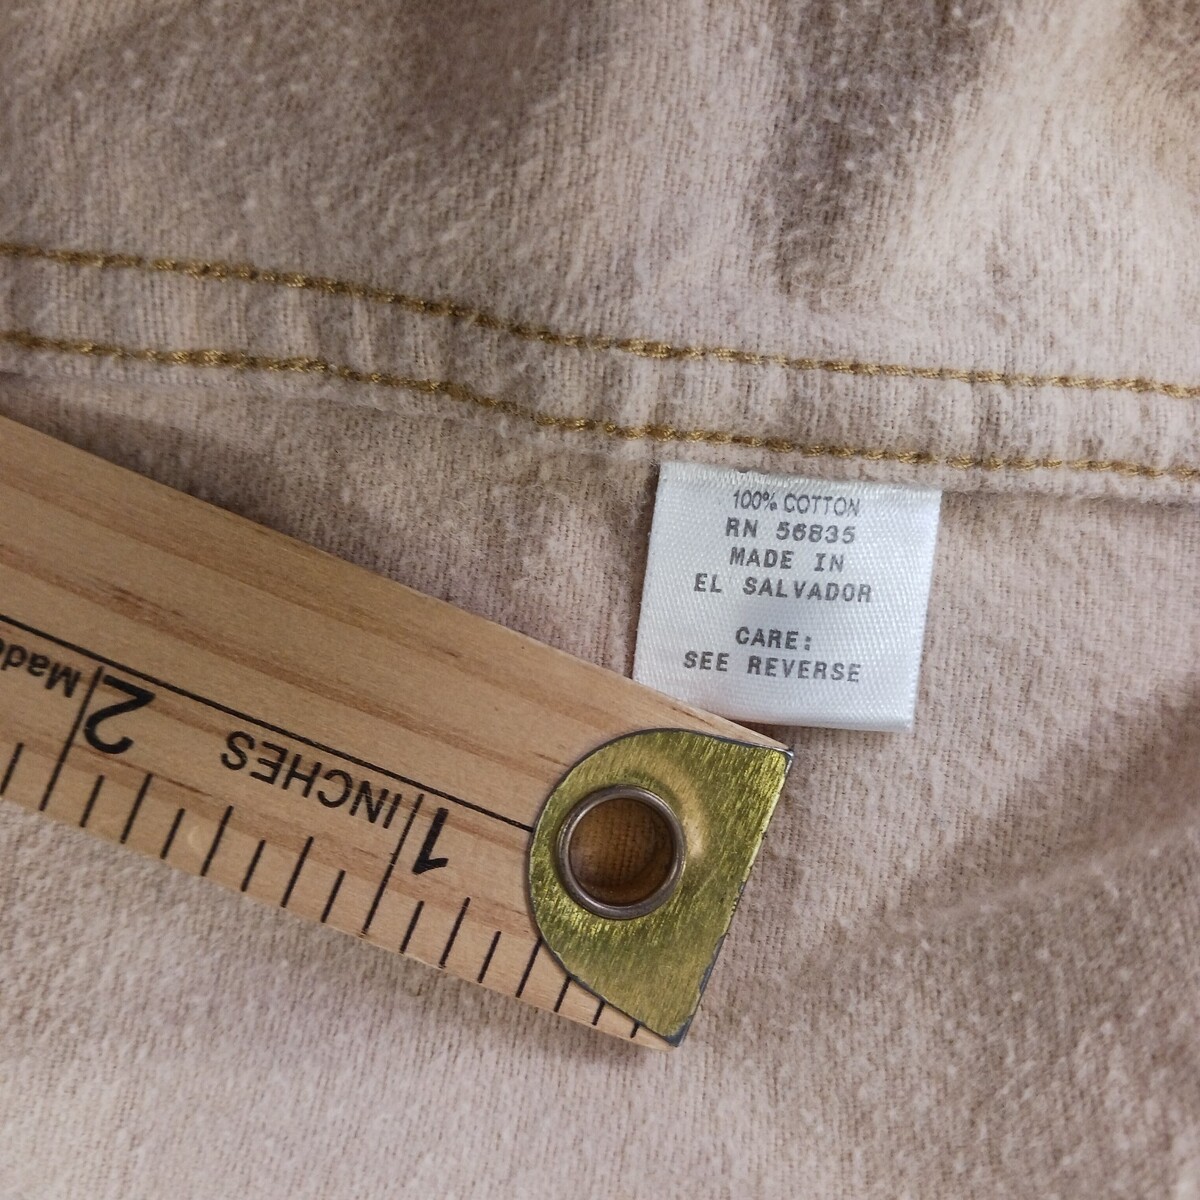 100% COTTON
RN 56835
MADE IN
EL SALVADOR
CARE:
SEE REVERSE
1
INCHES
2